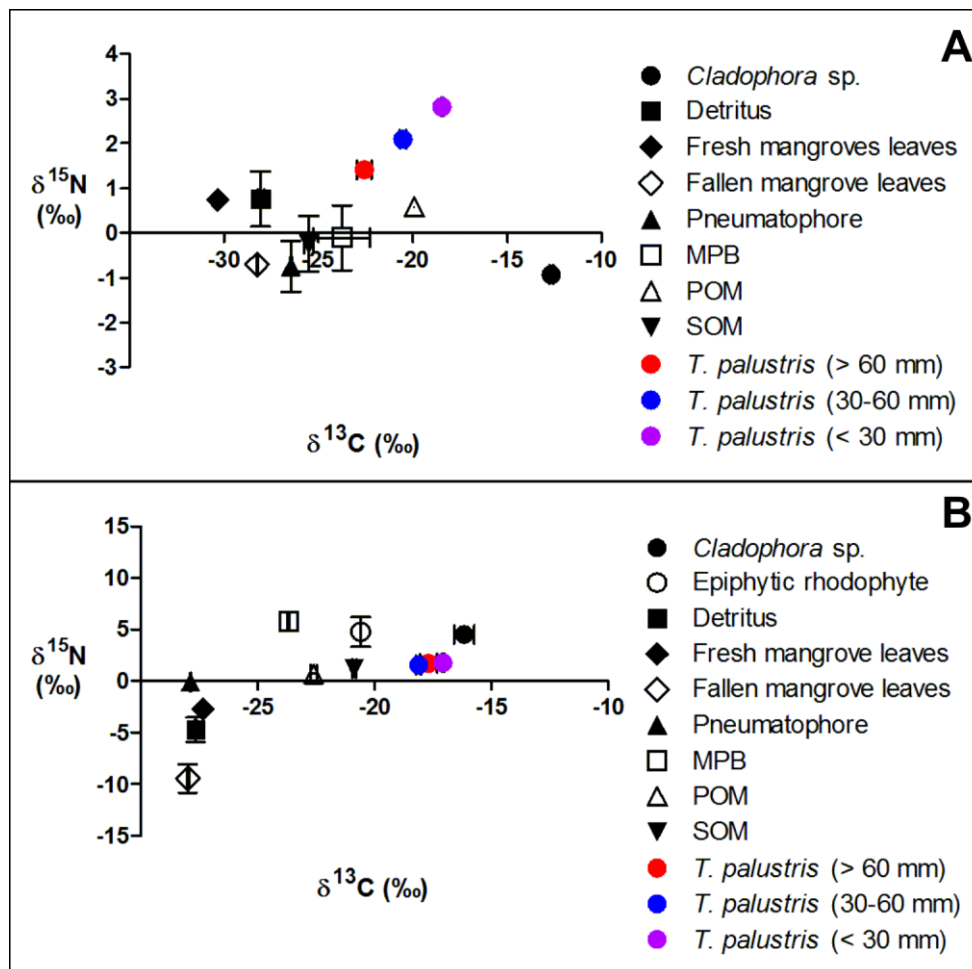 A
4
3
2
1
0
-1
-2
-3
δ15N
(‰)
-30
-25
-20
-15
-10
δ13C (‰)
Cladophora sp.
Detritus
Fresh mangroves leaves
Fallen mangrove leaves
Pneumatophore
MPB
POM
SOM
T. palustris (> 60 mm)
T. palustris (30-60 mm)
T. palustris (< 30 mm)
B
15
10
5
0
-5
-10
-15
δ15N
(‰)
-25
-20
-15
-10
δ13C (‰)
Cladophora sp.
Epiphytic rhodophyte
Detritus
Fresh mangrove leaves
Fallen mangrove leaves
Pneumatophore
MPB
POM
SOM
T. palustris (> 60 mm)
T. palustris (30-60 mm)
T. palustris (< 30 mm)